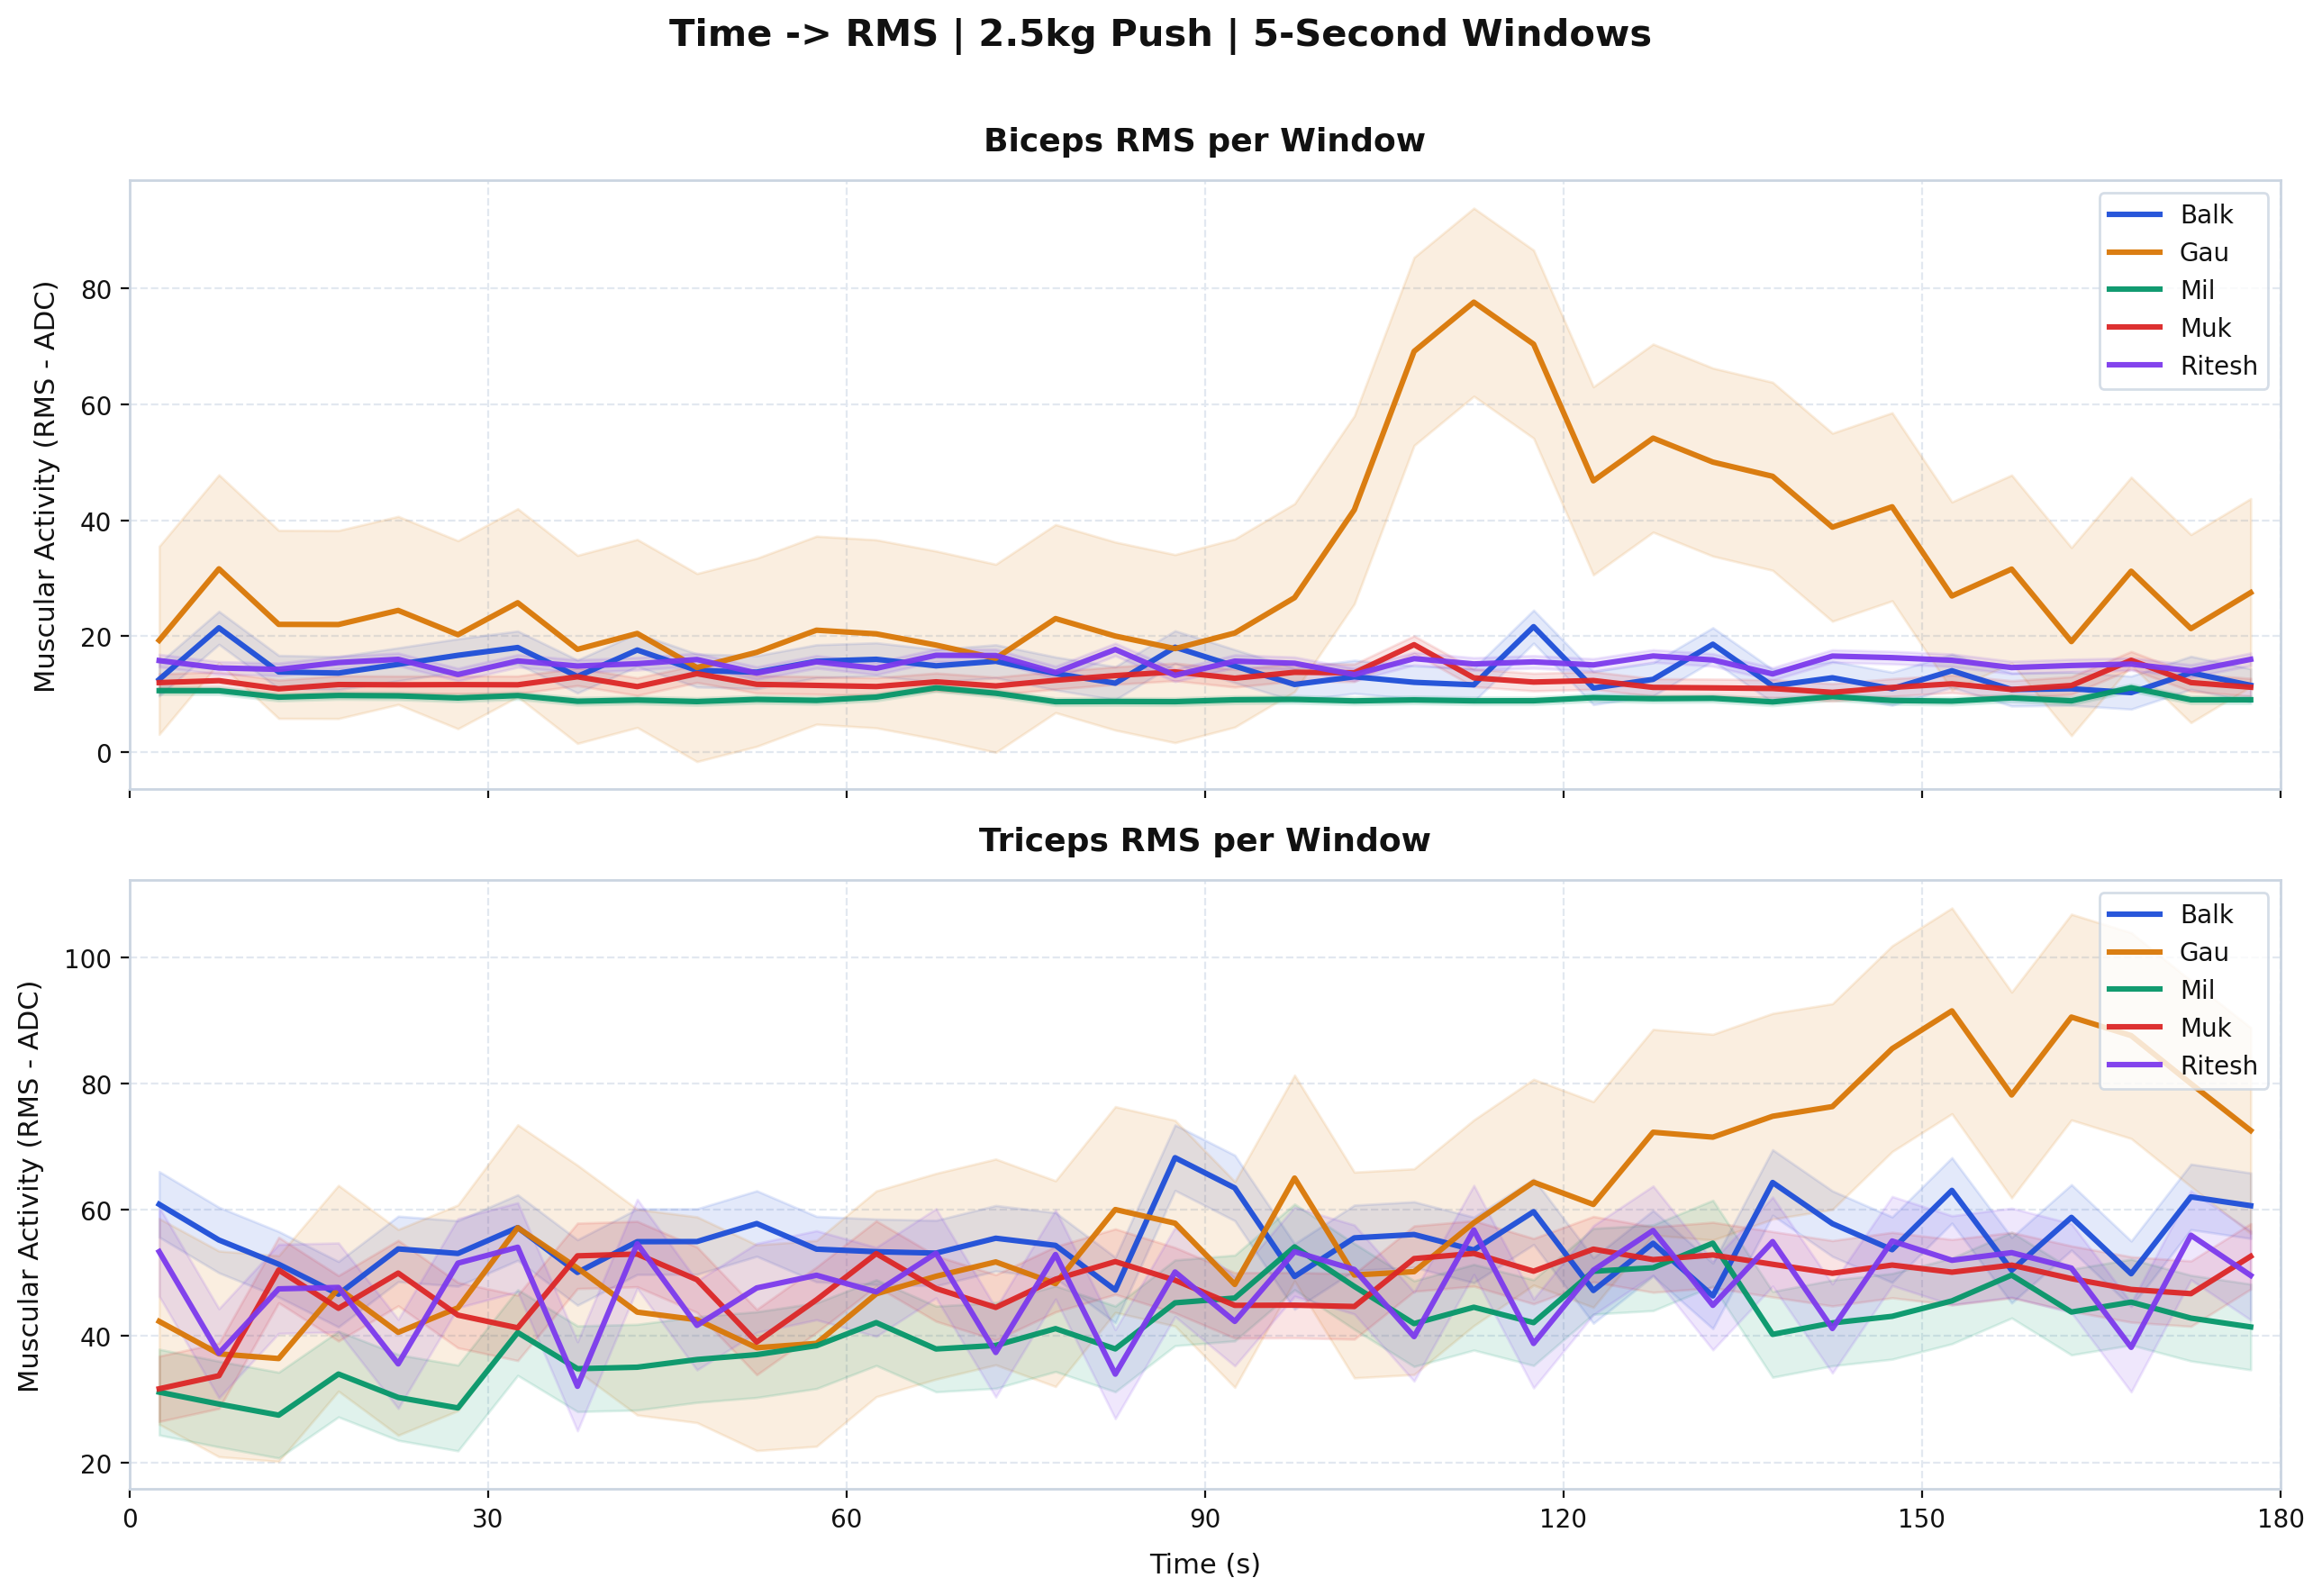 Time -> RMS | 2.5kg Push | 5-Second Windows
Biceps RMS per Window
Muscular Activity (RMS - ADC)
80
60
40
20
0
Balk
Gau
Mil
Muk
Ritesh
Triceps RMS per Window
Muscular Activity (RMS - ADC)
100
80
60
40
20
Balk
Gau
Mil
Muk
Ritesh
0 30 60 90 120 150 180
Time (s)